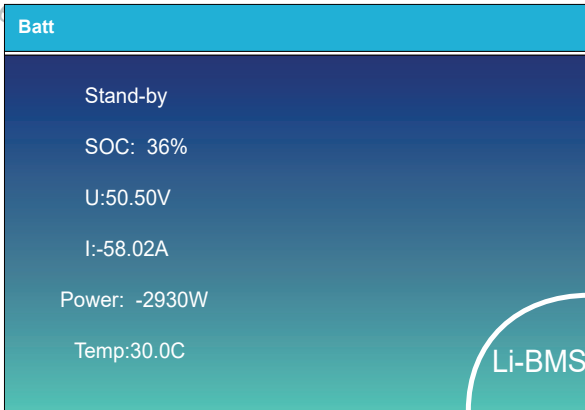 Batt
Stand-by
SOC: 36%
U:50.50V
I:-58.02A
Power: -2930W
Temp:30.0C
Li-BMS